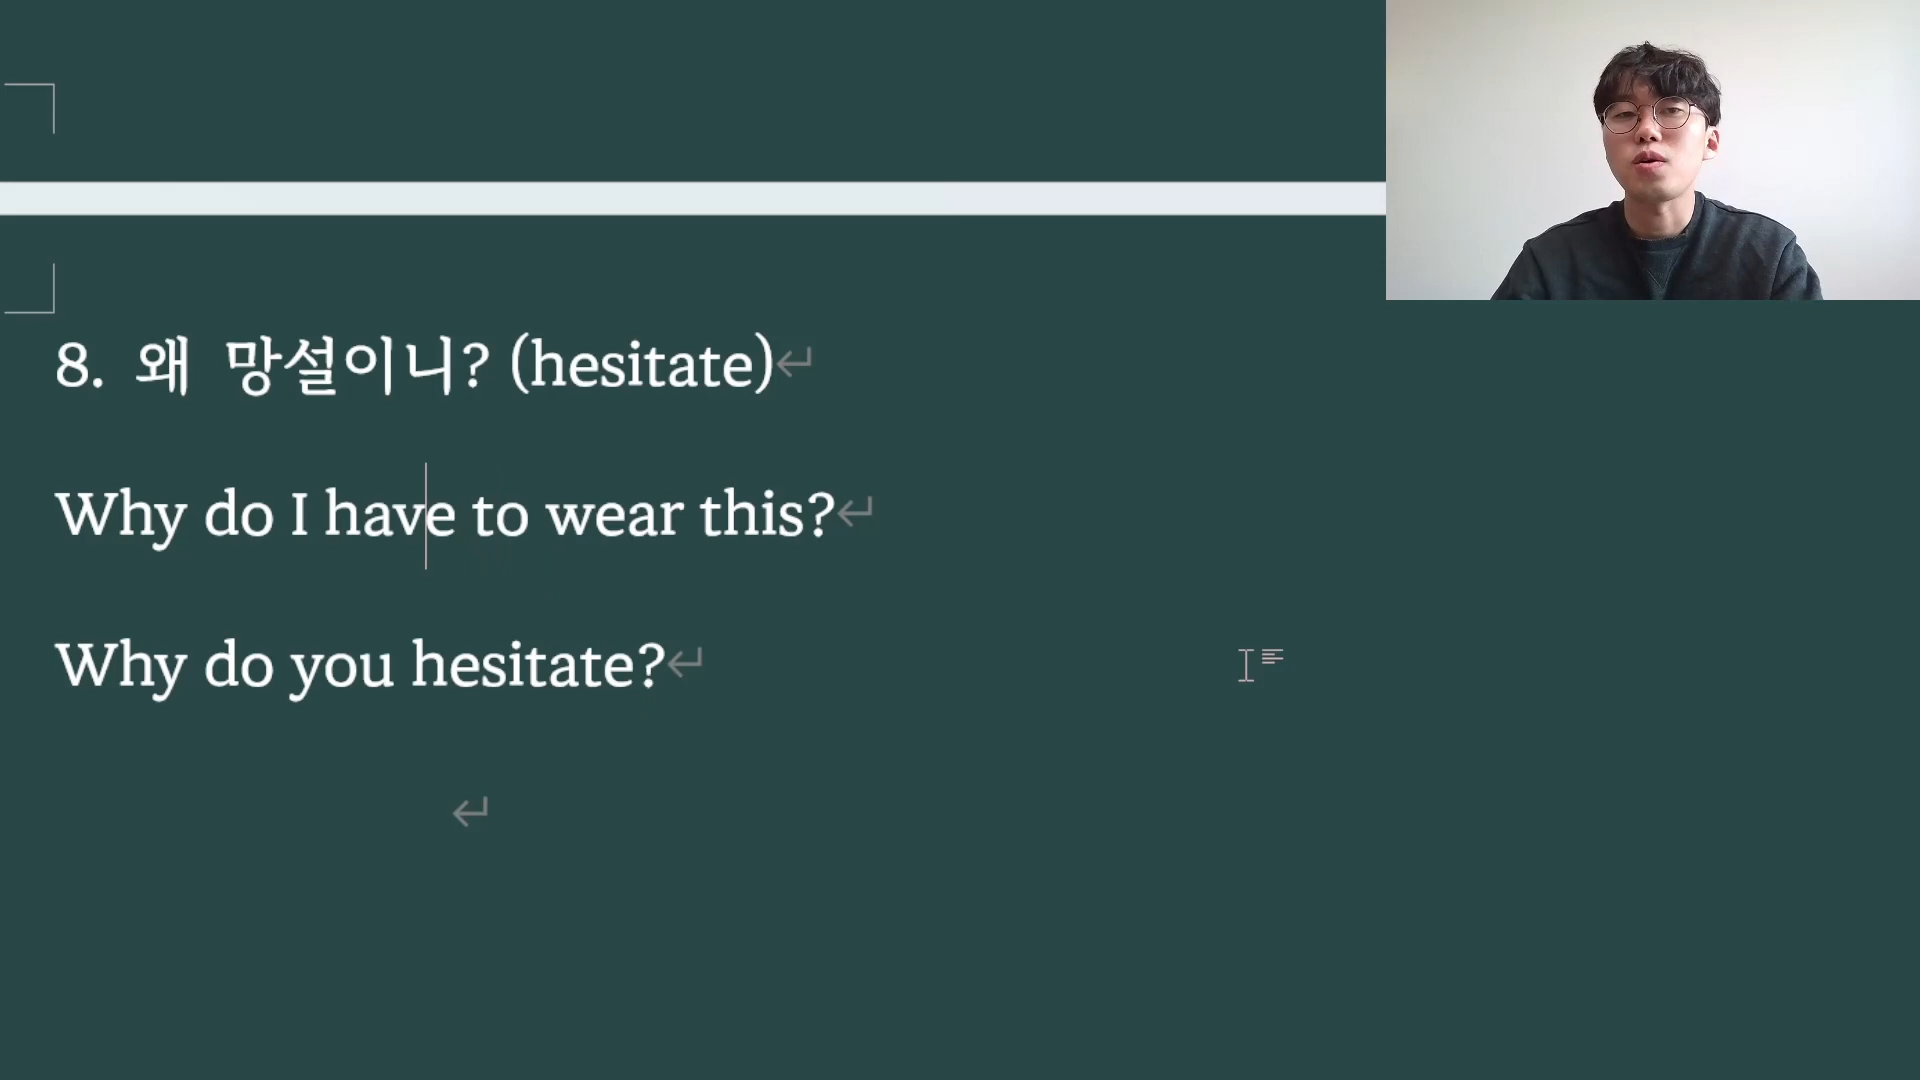 8. 왜 망설이니? (hesitate)
Why do I have to wear this?
Why do you hesitate?